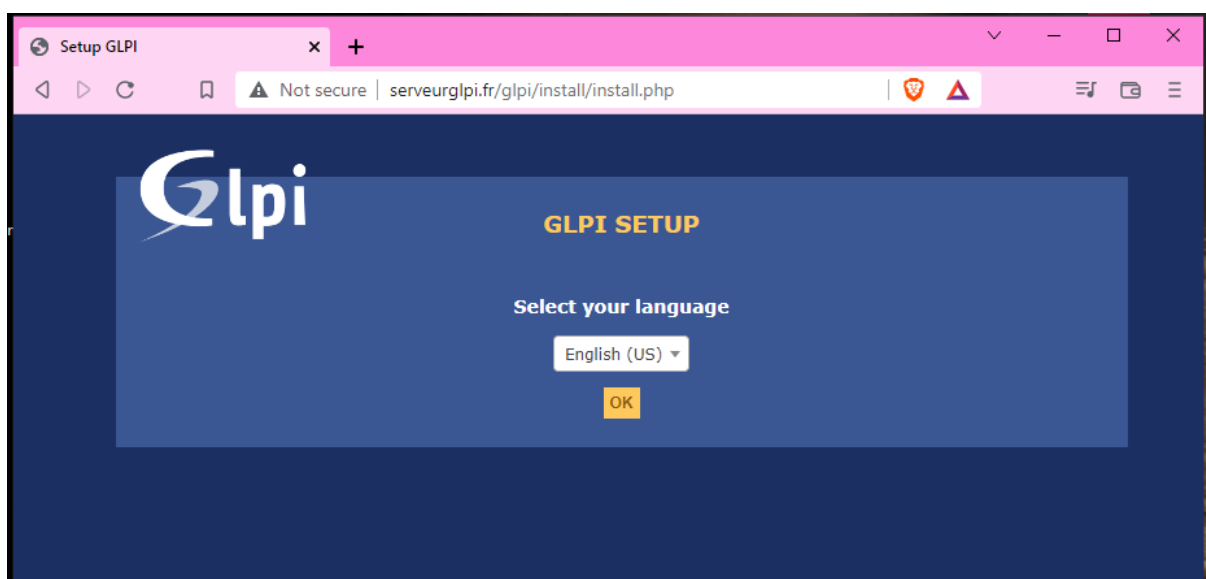 Setup GLPI
Not secure | serveurglpi.fr/glpi/install/install.php
Glpi
GLPI SETUP
Select your language
English (US)
OK
r